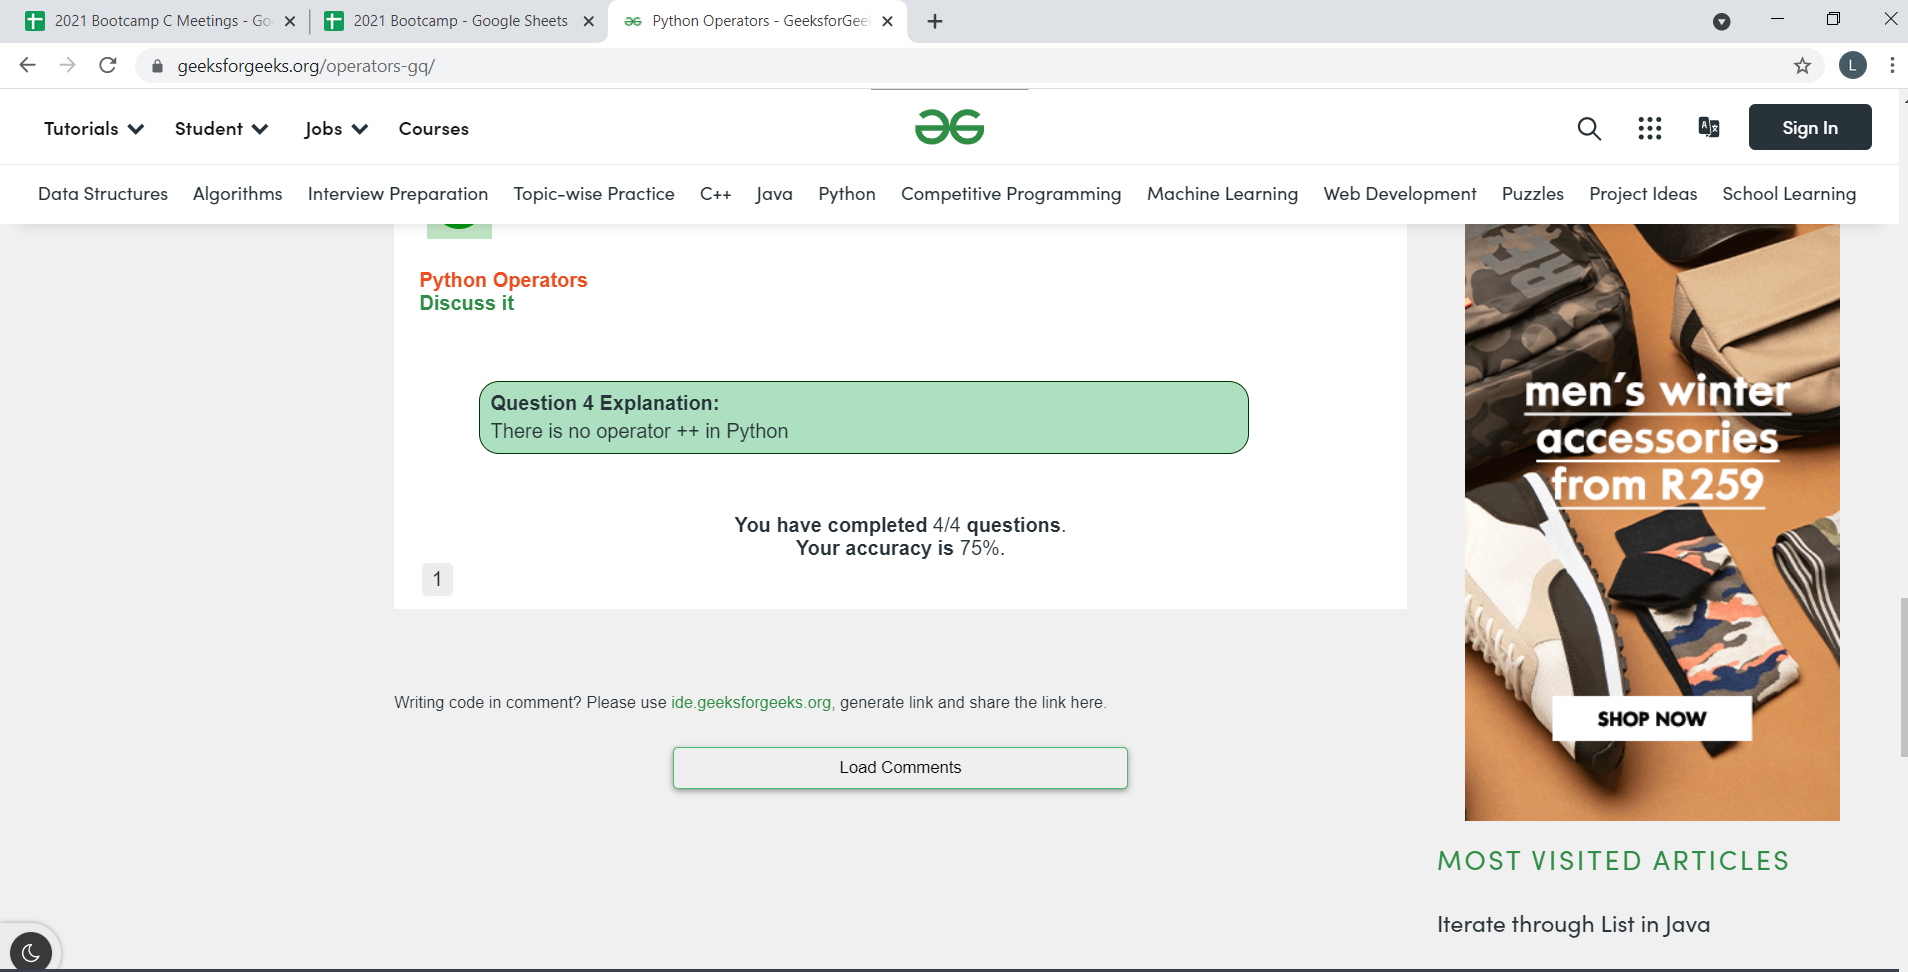 2021 Bootcamp C Meetings - Go
2021 Bootcamp - Google Sheets
Python Operators - GeeksforGeek
geeksforgeeks.org/operators-gq/
L
Tutorials
Student
Jobs
Courses
Sign In
Data Structures
Algorithms
Interview Preparation
Topic-wise Practice
C++
Java
Python
Competitive Programming
Machine Learning
Web Development
Puzzles
Project Ideas
School Learning
Python Operators
Discuss it
Question 4 Explanation:
There is no operator ++ in Python
You have completed 4/4 questions.
Your accuracy is 75%.
1
Writing code in comment? Please use ide.geeksforgeeks.org, generate link and share the link here.
Load Comments
men's winter
accessories
from R259
SHOP NOW
MOST VISITED ARTICLES
Iterate through List in Java